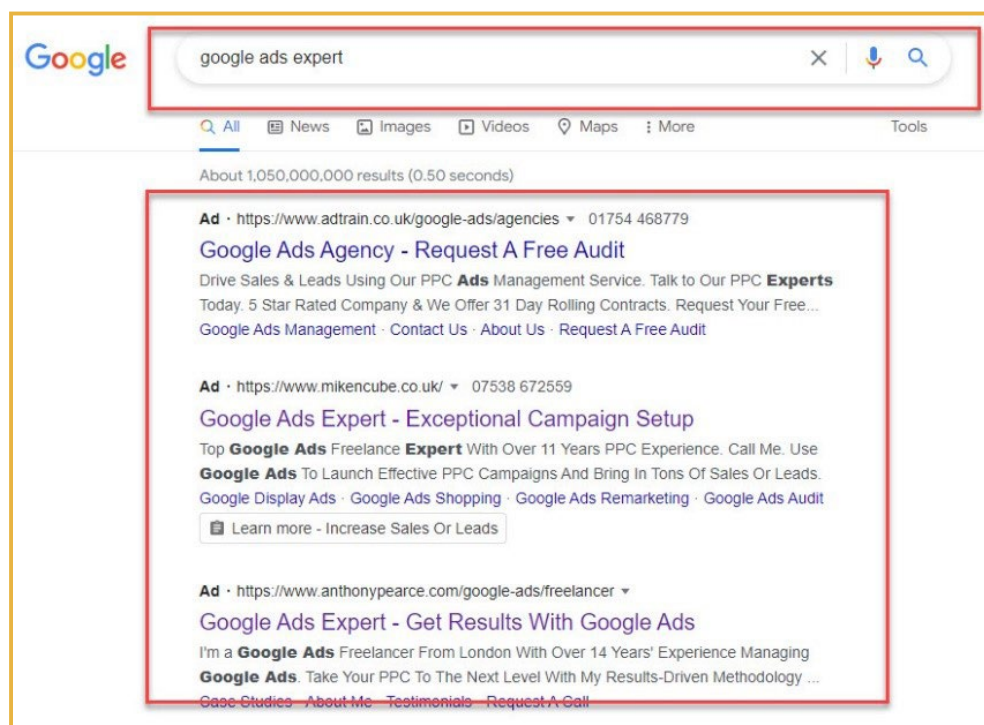 Google
google ads expert
All News Images Videos Maps More Tools
About 1,050,000,000 results (0.50 seconds)
Ad · https://www.adtrain.co.uk/google-ads/agencies 01754 468779
Google Ads Agency - Request A Free Audit
Drive Sales & Leads Using Our PPC Ads Management Service. Talk to Our PPC Experts
Today. 5 Star Rated Company & We Offer 31 Day Rolling Contracts. Request Your Free...
Google Ads Management · Contact Us · About Us · Request A Free Audit
Ad · https://www.mikencube.co.uk/ 07538 672559
Google Ads Expert - Exceptional Campaign Setup
Top Google Ads Freelance Expert With Over 11 Years PPC Experience. Call Me. Use
Google Ads To Launch Effective PPC Campaigns And Bring In Tons Of Sales Or Leads.
Google Display Ads · Google Ads Shopping · Google Ads Remarketing · Google Ads Audit
Learn more - Increase Sales Or Leads
Ad · https://www.anthonypearce.com/google-ads/freelancer
Google Ads Expert - Get Results With Google Ads
I'm a Google Ads Freelancer From London With Over 14 Years' Experience Managing
Google Ads. Take Your PPC To The Next Level With My Results-Driven Methodology ...
Case Studies · About Me · Testimonials · Request A Call